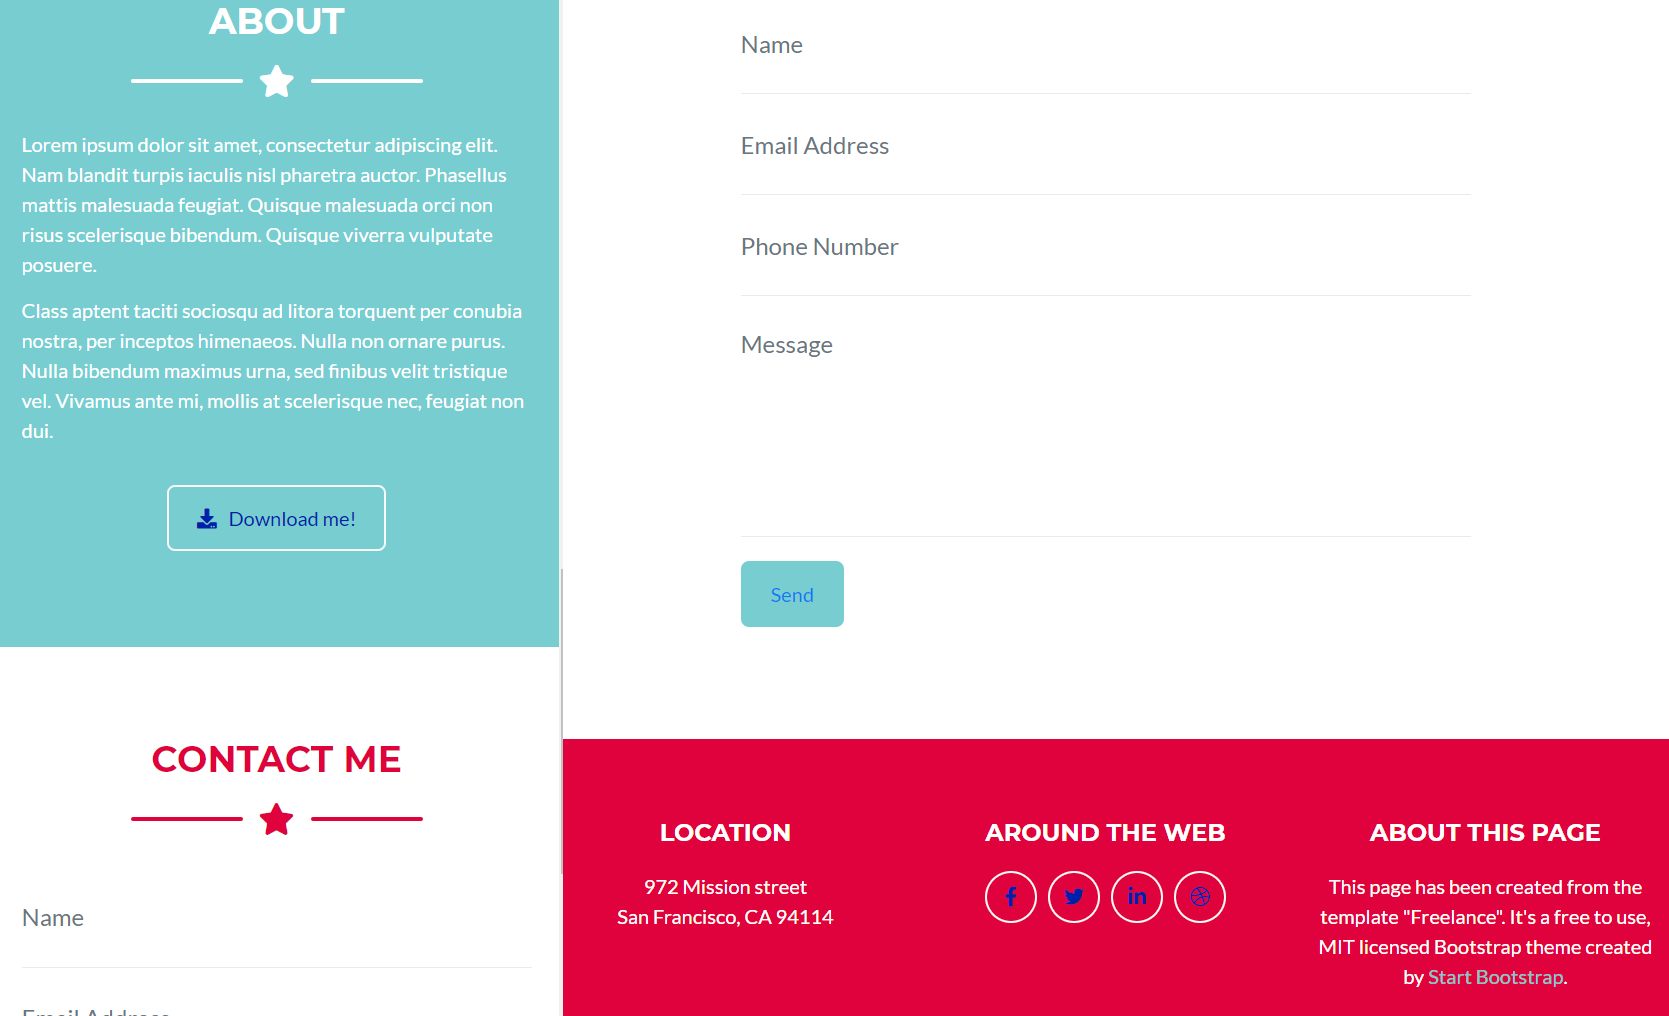 ABOUT
Lorem ipsum dolor sit amet, consectetur adipiscing elit.
Nam blandit turpis iaculis nisl pharetra auctor. Phasellus
mattis malesuada feugiat. Quisque malesuada orci non
risus scelerisque bibendum. Quisque viverra vulputate
posuere.
Class aptent taciti sociosqu ad litora torquent per conubia
nostra, per inceptos himenaeos. Nulla non ornare purus.
Nulla bibendum maximus urna, sed finibus velit tristique
vel. Vivamus ante mi, mollis at scelerisque nec, feugiat non
dui.
Download me!
CONTACT ME
Name
Email Address
Name
Email Address
Phone Number
Message
Send
LOCATION
972 Mission street
San Francisco, CA 94114
AROUND THE WEB
ABOUT THIS PAGE
This page has been created from the
template "Freelance". It's a free to use,
MIT licensed Bootstrap theme created
by Start Bootstrap.